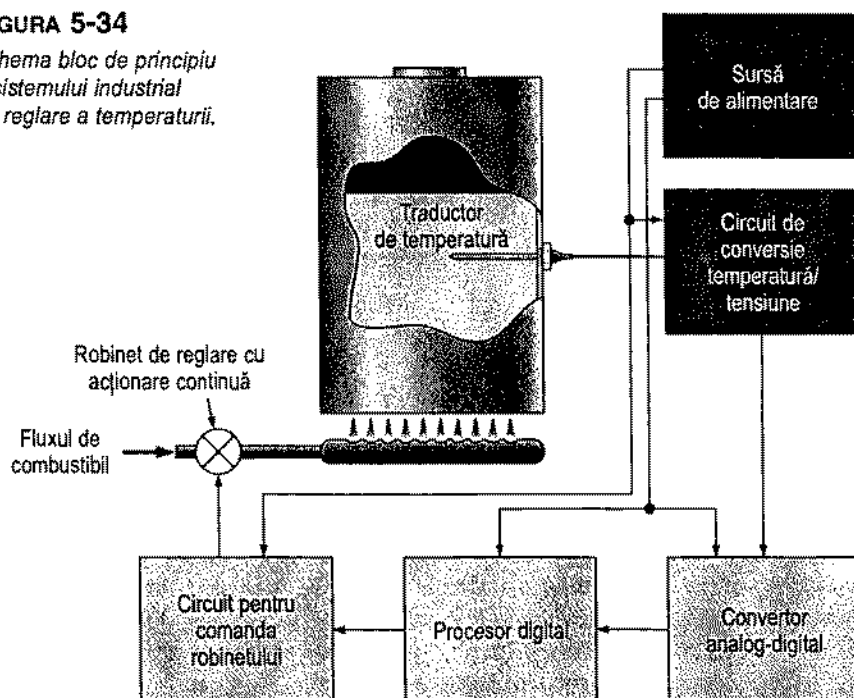 GURA 5-34
hema bloc de principiu
sistemului industrial
reglare a temperaturii.
Sursă
de alimentare
Traductor
de temperatură
Circuit de
conversie
temperatură/
tensiune
Robinet de reglare cu
acționare continuă
Fluxul de
combustibil
Circuit pentru
comanda
robinetului
Procesor digital
Convertor
analog-digital